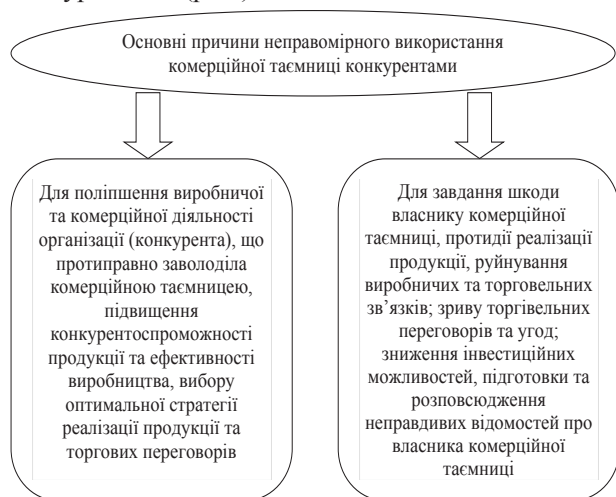 Основні причини неправомірного використання
комерційної таємниці конкурентами
Для поліпшення виробничої
та комерційної діяльності
організації (конкурента), що
протиправно заволоділа
комерційною таємницею,
підвищення
конкурентоспроможності
продукції та ефективності
виробництва, вибору
оптимальної стратегії
реалізації продукції та
торгових переговорів
Для завдання шкоди
власнику комерційної
таємниці, протидії реалізації
продукції, руйнування
виробничих та торговельних
зв’язків; зриву торгівельних
переговорів та угод;
зниження інвестиційних
можливостей, підготовки та
розповсюдження
неправдивих відомостей про
власника комерційної
таємниці